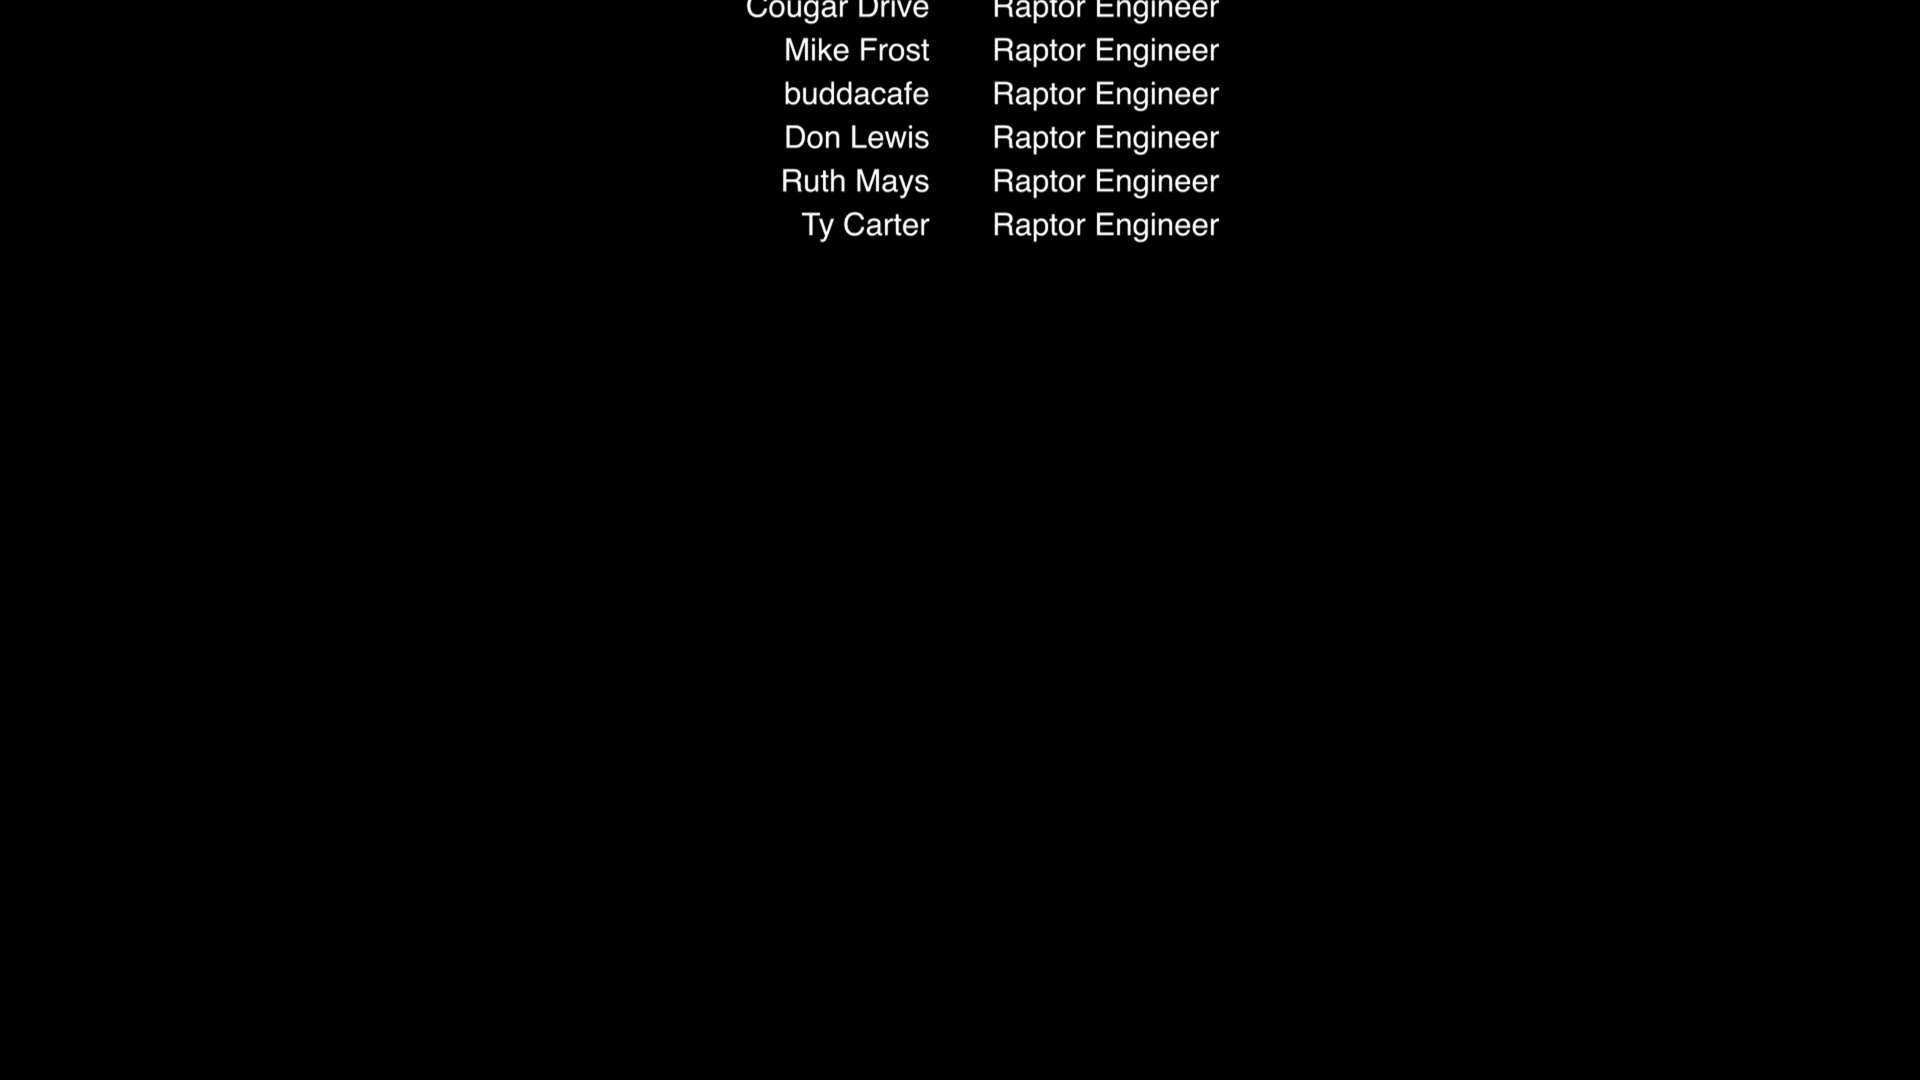 Cougar Drive Raptor Engineer
Mike Frost Raptor Engineer
buddacafe Raptor Engineer
Don Lewis Raptor Engineer
Ruth Mays Raptor Engineer
Ty Carter Raptor Engineer